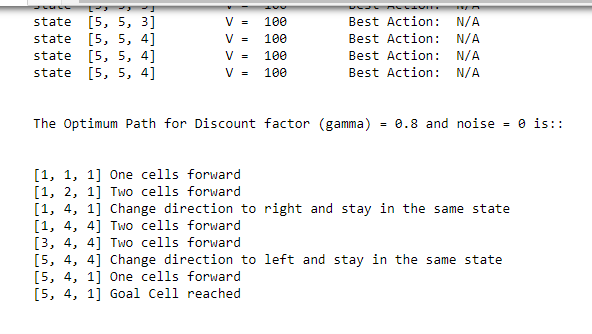 state [5, 5, 3] V = 100 Best Action: N/A
state [5, 5, 4] V = 100 Best Action: N/A
state [5, 5, 4] V = 100 Best Action: N/A
state [5, 5, 4] V = 100 Best Action: N/A
The Optimum Path for Discount factor (gamma) = 0.8 and noise = 0 is::
[1, 1, 1] One cells forward
[1, 2, 1] Two cells forward
[1, 4, 1] Change direction to right and stay in the same state
[1, 4, 4] Two cells forward
[3, 4, 4] Two cells forward
[5, 4, 4] Change direction to left and stay in the same state
[5, 4, 1] One cells forward
[5, 4, 1] Goal Cell reached